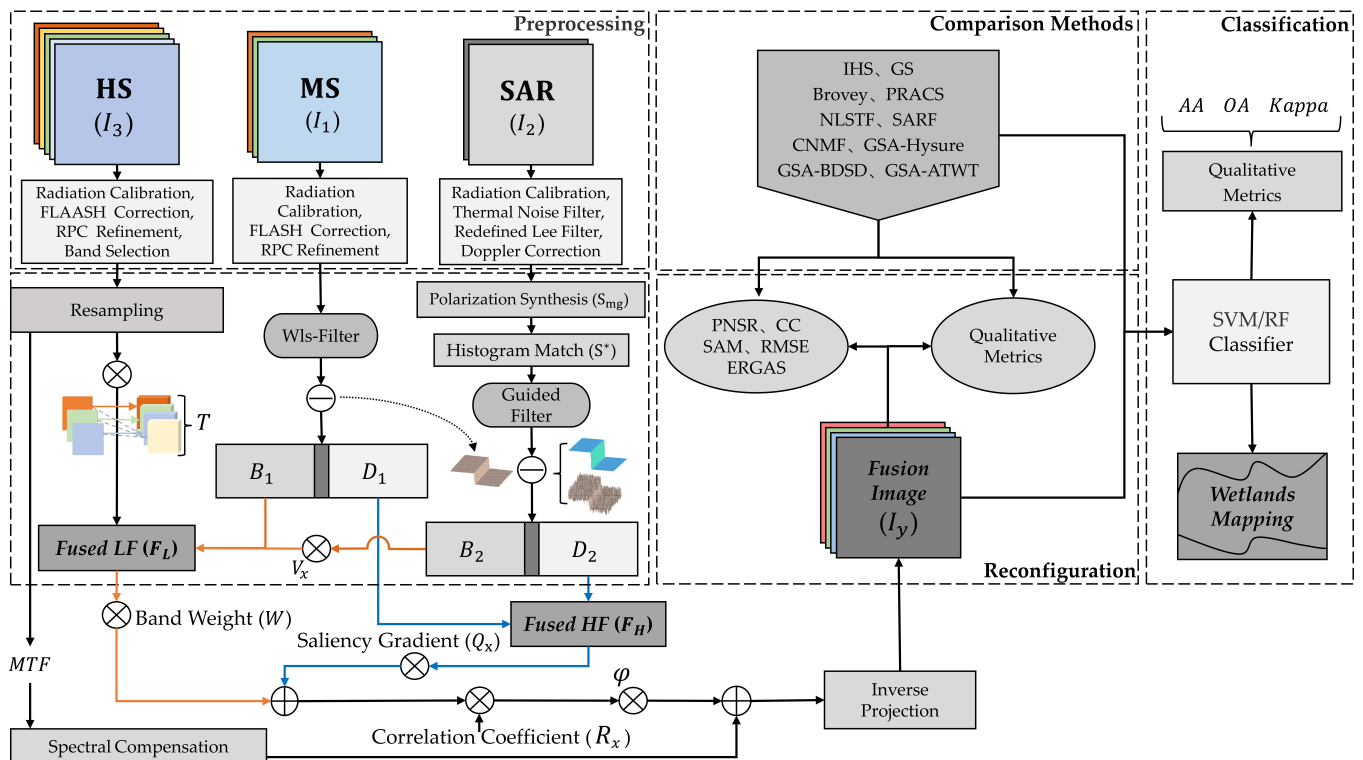 Preprocessing
HS
(I₃)
MS
(I₁)
SAR
(I₂)
Radiation Calibration,
FLAASH Correction,
RPC Refinement,
Band Selection
Radiation
Calibration,
FLASH Correction,
RPC Refinement
Radiation Calibration,
Thermal Noise Filter,
Redefined Lee Filter,
Doppler Correction
Resampling
Wls-Filter
Polarization Synthesis (Smg)
Histogram Match (S*)
Guided
Filter
T
B₁
D₁
B₂
D₂
Fused LF (F_L)
Vₓ
Fused HF (F_H)
Band Weight (W)
Saliency Gradient (Qₓ)
MTF
φ
Correlation Coefficient (Rₓ)
Spectral Compensation
Inverse
Projection
Comparison Methods
IHS、GS
Brovey、PRACS
NLSTF、SARF
CNMF、GSA-Hysure
GSA-BDSD、GSA-ATWT
PNSR、CC
SAM、RMSE
ERGAS
Qualitative
Metrics
Fusion
Image
(I_y)
Reconfiguration
Classification
AA OA Kappa
Qualitative
Metrics
SVM/RF
Classifier
Wetlands
Mapping